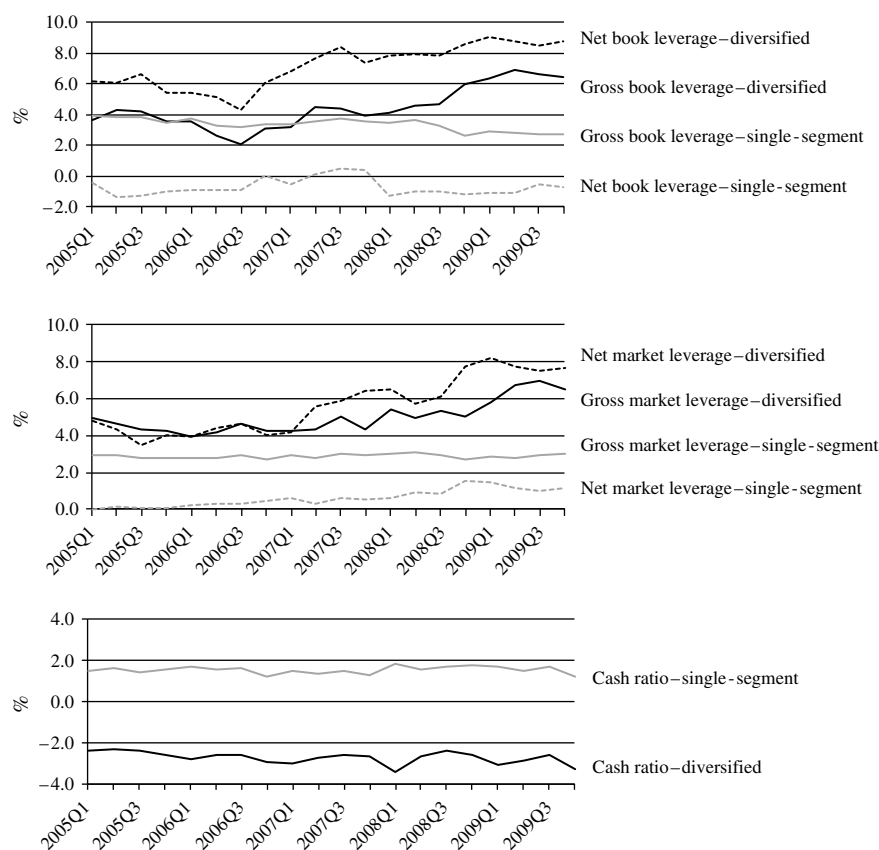 10.0
8.0
6.0
4.0
2.0
0.0
−2.0
%
Net book leverage–diversified
Gross book leverage–diversified
Gross book leverage–single-segment
Net book leverage–single-segment
2005Q1
2005Q3
2006Q1
2006Q3
2007Q1
2007Q3
2008Q1
2008Q3
2009Q1
2009Q3
10.0
8.0
6.0
4.0
2.0
0.0
%
Net market leverage–diversified
Gross market leverage–diversified
Gross market leverage–single-segment
Net market leverage–single-segment
2005Q1
2005Q3
2006Q1
2006Q3
2007Q1
2007Q3
2008Q1
2008Q3
2009Q1
2009Q3
4.0
2.0
0.0
−2.0
−4.0
%
Cash ratio–single-segment
Cash ratio–diversified
2005Q1
2005Q3
2006Q1
2006Q3
2007Q1
2007Q3
2008Q1
2008Q3
2009Q1
2009Q3